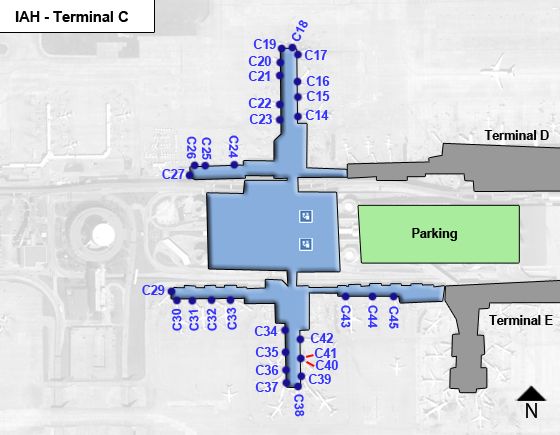 IAH - Terminal C
C18
C19
C17
C20
C21
C16
C15
C22
C14
C23
C26
C25
C24
C27
Terminal D
Parking
C29
C30
C31
C32
C33
C43
C44
C45
Terminal E
C34
C42
C35
C41
C40
C36
C39
C37
C38
N